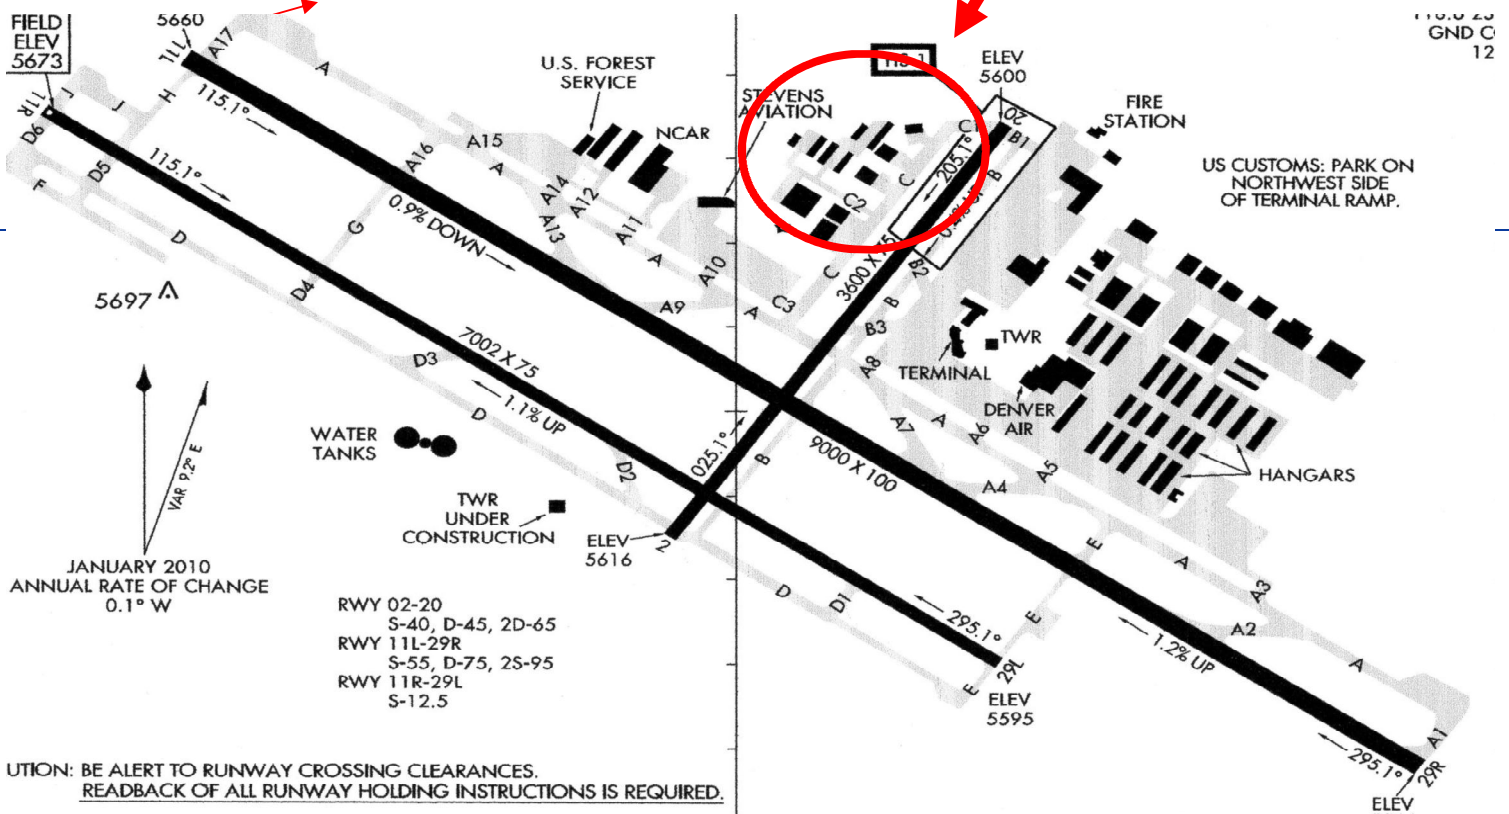 FIELD
ELEV
5673
5660
11L
A17
A
H
J
I
11R
D6
D5
F
115.1°
115.1°
U.S. FOREST
SERVICE
NCAR
STEVENS
AVIATION
ELEV
5600
20
FIRE
STATION
GND
12
US CUSTOMS: PARK ON
NORTHWEST SIDE
OF TERMINAL RAMP.
C1
B1
B
205.1°
C
C2
A15
A
A16
A14
A12
A13
A11
A
A10
A9
A
C3
C
3600 X 75
B2
B
B3
A8
0.9% DOWN
G
D
D4
5697
7002 X 75
D3
1.1% UP
D
D2
TWR
TERMINAL
DENVER
AIR
HANGARS
A
A7
A6
A5
A4
9000 X 100
025.1°
B
WATER
TANKS
TWR
UNDER
CONSTRUCTION
ELEV
5616
2
VAR 9.2° E
JANUARY 2010
ANNUAL RATE OF CHANGE
0.1° W
RWY 02-20
S-40, D-45, 2D-65
RWY 11L-29R
S-55, D-75, 2S-95
RWY 11R-29L
S-12.5
D
D1
E
E
E
295.1°
29L
ELEV
5595
A
A3
A2
1.2% UP
A
A1
295.1°
29R
ELEV
UTION: BE ALERT TO RUNWAY CROSSING CLEARANCES.
READBACK OF ALL RUNWAY HOLDING INSTRUCTIONS IS REQUIRED.